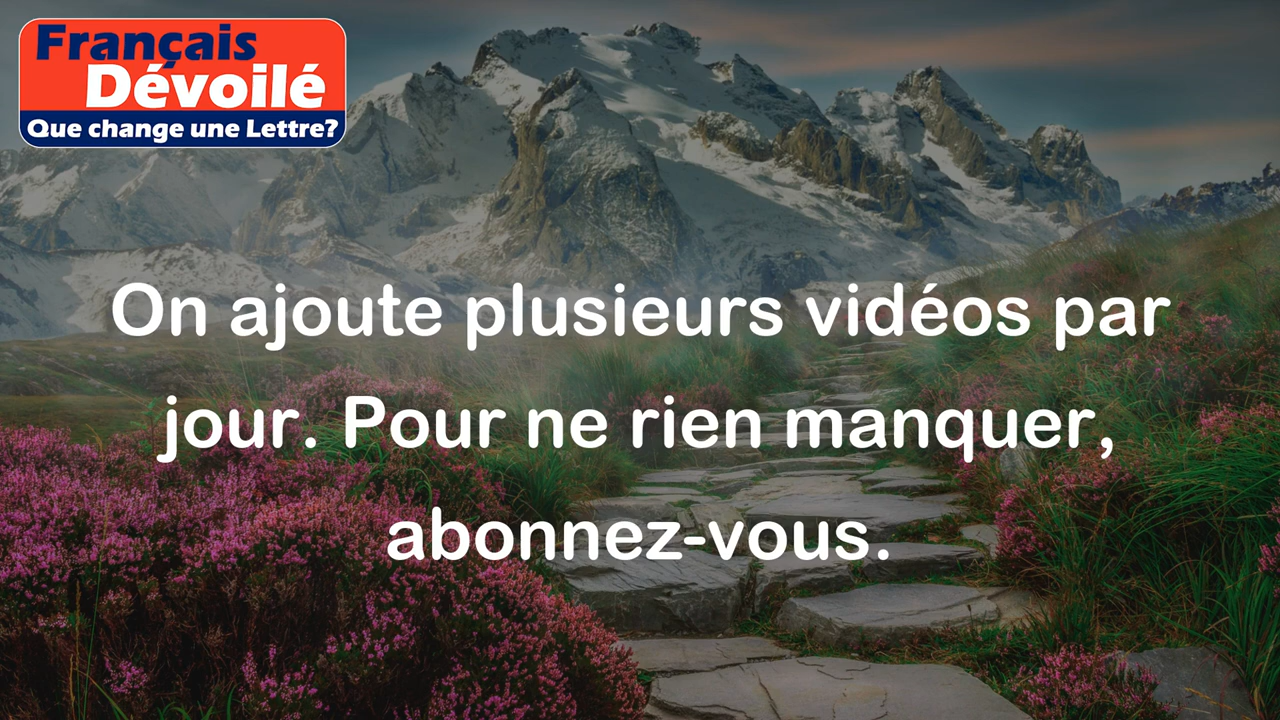 Français
Dévoilé
Que change une Lettre?
On ajoute plusieurs vidéos par
jour. Pour ne rien manquer,
abonnez-vous.